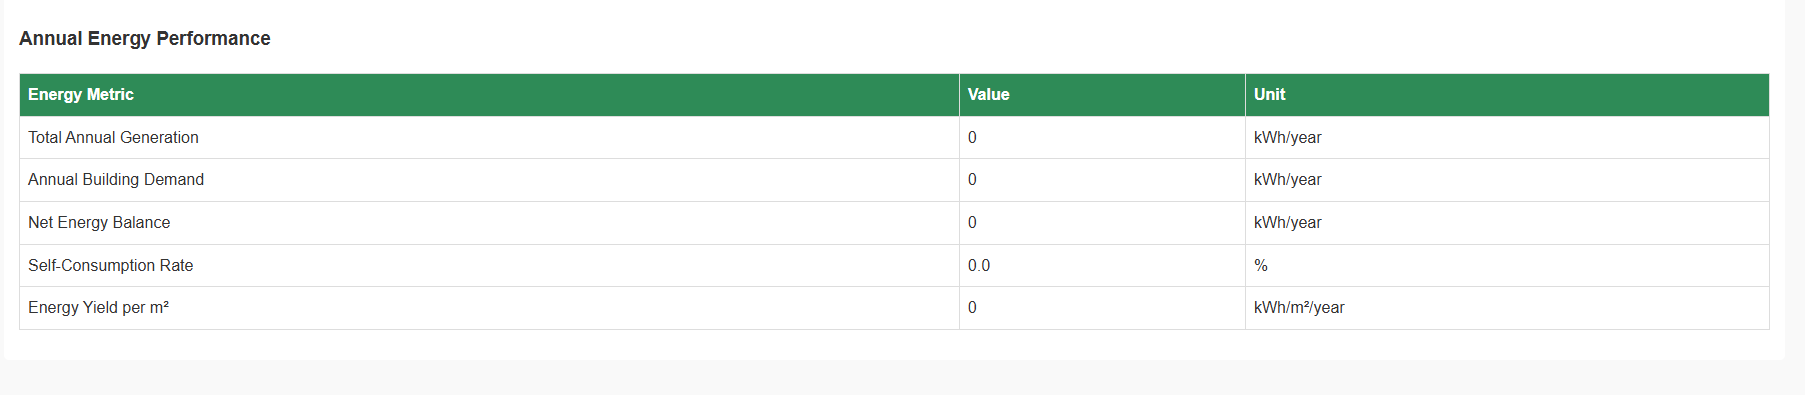 Annual Energy Performance
Energy Metric Value Unit
Total Annual Generation 0 kWh/year
Annual Building Demand 0 kWh/year
Net Energy Balance 0 kWh/year
Self-Consumption Rate 0.0 %
Energy Yield per m² 0 kWh/m²/year